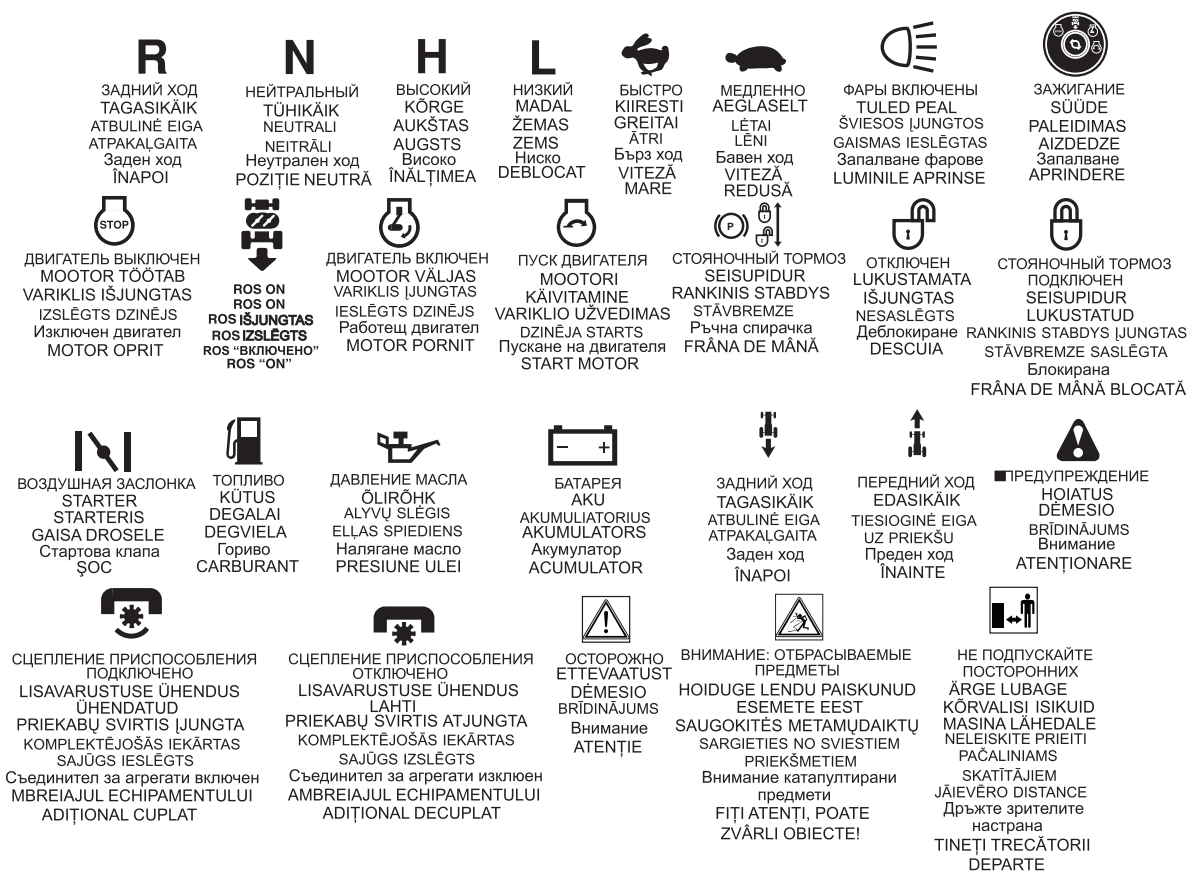 R
ЗАДНИЙ ХОД
TAGASIKÄIK
ATBULINĖ EIGA
ATPAKAĻGAITA
Заден ход
ÎNAPOI
N
НЕЙТРАЛЬНЫЙ
TÜHIKÄIK
NEUTRALI
NEITRĀLI
Неутрален ход
POZIȚIE NEUTRĂ
H
ВЫСОКИЙ
KÕRGE
AUKŠTAS
AUGSTS
Високо
ÎNĂLȚIMEA
L
НИЗКИЙ
MADAL
ŽEMAS
ZEMS
Ниско
DEBLOCAT
БЫСТРО
KIIRESTI
GREITAI
ĀTRI
Бърз ход
VITEZĂ
MARE
МЕДЛЕННО
AEGLASELT
LĖTAI
LĒNI
Бавен ход
VITEZĂ
REDUSĂ
ФАРЫ ВКЛЮЧЕНЫ
TULED PEAL
ŠVIESOS ĮJUNGTOS
GAISMAS IESLĒGTAS
Запалване фарове
LUMINILE APRINSE
ЗАЖИГАНИЕ
SÜÜDE
PALEIDIMAS
AIZDEDZE
Запалване
APRINDERE
STOP
ДВИГАТЕЛЬ ВЫКЛЮЧЕН
MOOTOR TÖÖTAB
VARIKLIS IŠJUNGTAS
IZSLĒGTS DZINĒJS
Изключен двигател
MOTOR OPRIT
ROS ON
ROS ON
ROS IŠJUNGTAS
ROS IZSLĒGTS
ROS “ВКЛЮЧЕНО”
ROS “ON”
ДВИГАТЕЛЬ ВКЛЮЧЕН
MOOTOR VÄLJAS
VARIKLIS ĮJUNGTAS
IESLĒGTS DZINĒJS
Работещ двигател
MOTOR PORNIT
ПУСК ДВИГАТЕЛЯ
MOOTORI
KÄIVITAMINE
VARIKLIO UŽVEDIMAS
DZINĒJA STARTS
Пускане на двигателя
START MOTOR
P
СТОЯНОЧНЫЙ ТОРМОЗ
SEISUPIDUR
RANKINIS STABDYS
STĀVBREMZE
Ръчна спирачка
FRÂNA DE MÂNĂ
ОТКЛЮЧЕН
LUKUSTAMATA
IŠJUNGTAS
NESASLĒGTS
Деблокиране
DESCUIA
СТОЯНОЧНЫЙ ТОРМОЗ
ПОДКЛЮЧЕН
SEISUPIDUR
LUKUSTATUD
RANKINIS STABDYS ĮJUNGTAS
STĀVBREMZE SASLĒGTA
Блокирана
FRÂNA DE MÂNĂ BLOCATĂ
ВОЗДУШНАЯ ЗАСЛОНКА
STARTER
STARTERIS
GAISA DROSELE
Стартова клапа
ŞOC
ТОПЛИВО
KÜTUS
DEGALAI
DEGVIELA
Гориво
CARBURANT
ДАВЛЕНИЕ МАСЛА
ÕLIRÕHK
ALYVŲ SLĖGIS
EĻĻAS SPIEDIENS
Налягане масло
PRESIUNE ULEI
БАТАРЕЯ
AKU
AKUMULIATORIUS
AKUMULATORS
Акумулатор
ACUMULATOR
ЗАДНИЙ ХОД
TAGASIKÄIK
ATBULINĖ EIGA
ATPAKAĻGAITA
Заден ход
ÎNAPOI
ПЕРЕДНИЙ ХОД
EDASIKÄIK
TIESIOGINĖ EIGA
UZ PRIEKŠU
Преден ход
ÎNAINTE
ПРЕДУПРЕЖДЕНИЕ
HOIATUS
DĖMESIO
BRĪDINĀJUMS
Внимание
ATENȚIONARE
СЦЕПЛЕНИЕ ПРИСПОСОБЛЕНИЯ
ПОДКЛЮЧЕНО
LISAVARUSTUSE ÜHENDUS
ÜHENDATUD
PRIEKABŲ SVIRTIS ĮJUNGTA
KOMPLEKTĒJOŠĀS IEKĀRTAS
SAJŪGS IESLĒGTS
Съединител за агрегати включен
MBREIAJUL ECHIPAMENTULUI
ADIȚIONAL CUPLAT
СЦЕПЛЕНИЕ ПРИСПОСОБЛЕНИЯ
ОТКЛЮЧЕНО
LISAVARUSTUSE ÜHENDUS
LAHTI
PRIEKABŲ SVIRTIS ATJUNGTA
KOMPLEKTĒJOŠĀS IEKĀRTAS
SAJŪGS IZSLĒGTS
Съединител за агрегати изклюен
AMBREIAJUL ECHIPAMENTULUI
ADIȚIONAL DECUPLAT
ОСТОРОЖНО
ETTEVAATUST
DĖMESIO
BRĪDINĀJUMS
Внимание
ATENȚIE
ВНИМАНИЕ: ОТБРАСЫВАЕМЫЕ
ПРЕДМЕТЫ
HOIDUGE LENDU PAISKUNUD
ESEMETE EEST
SAUGOKITĖS METAMŲDAIKTŲ
SARGIETIES NO SVIESTIEM
PRIEKŠMETIEM
Внимание катапултирани
предмети
FIȚI ATENȚI, POATE
ZVÂRLI OBIECTE!
НЕ ПОДПУСКАЙТЕ
ПОСТОРОННИХ
ÄRGE LUBAGE
KÕRVALISI ISIKUID
MASINA LÄHEDALE
NELEISKITE PRIEITI
PAČALINIAMS
SKATĪTĀJIEM
JĀIEVĒRO DISTANCE
Дръжте зрителите
настрана
TINEȚI TRECĂTORII
DEPARTE